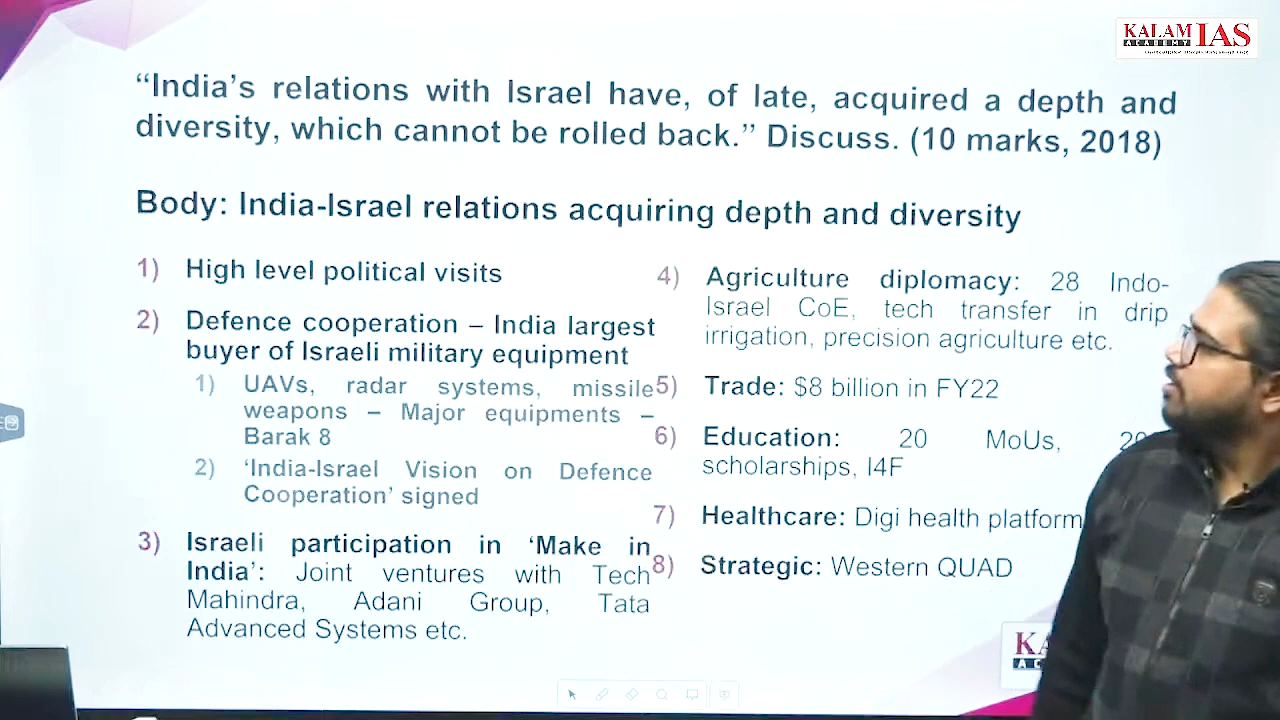 KALAM IAS
ACADEMY
“India’s relations with Israel have, of late, acquired a depth and
diversity, which cannot be rolled back.” Discuss. (10 marks, 2018)
Body: India-Israel relations acquiring depth and diversity
1) High level political visits
2) Defence cooperation – India largest
buyer of Israeli military equipment
1) UAVs, radar systems, missile
weapons – Major equipments –
Barak 8
2) ‘India-Israel Vision on Defence
Cooperation’ signed
3) Israeli participation in ‘Make in
India’: Joint ventures with Tech
Mahindra, Adani Group, Tata
Advanced Systems etc.
4) Agriculture diplomacy: 28 Indo-
Israel CoE, tech transfer in drip
irrigation, precision agriculture etc.
5) Trade: $8 billion in FY22
6) Education: 20 MoUs,
scholarships, I4F
7) Healthcare: Digi health platform
8) Strategic: Western QUAD